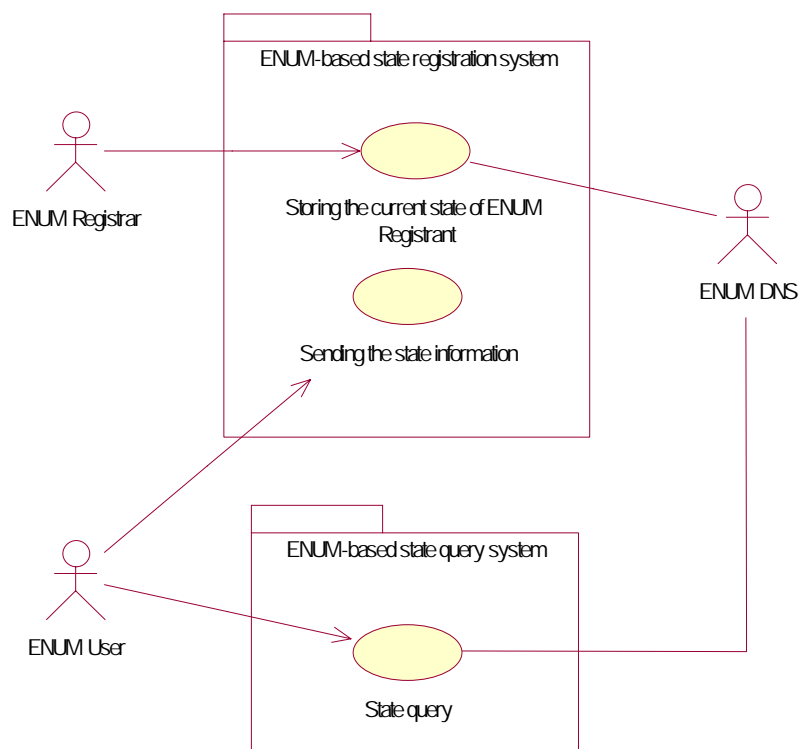 ENUM-based state registration system
ENUM Registrar
Storing the current state of ENUM
Registrant
ENUM DNS
Sending the state information
ENUM-based state query system
ENUM User
State query